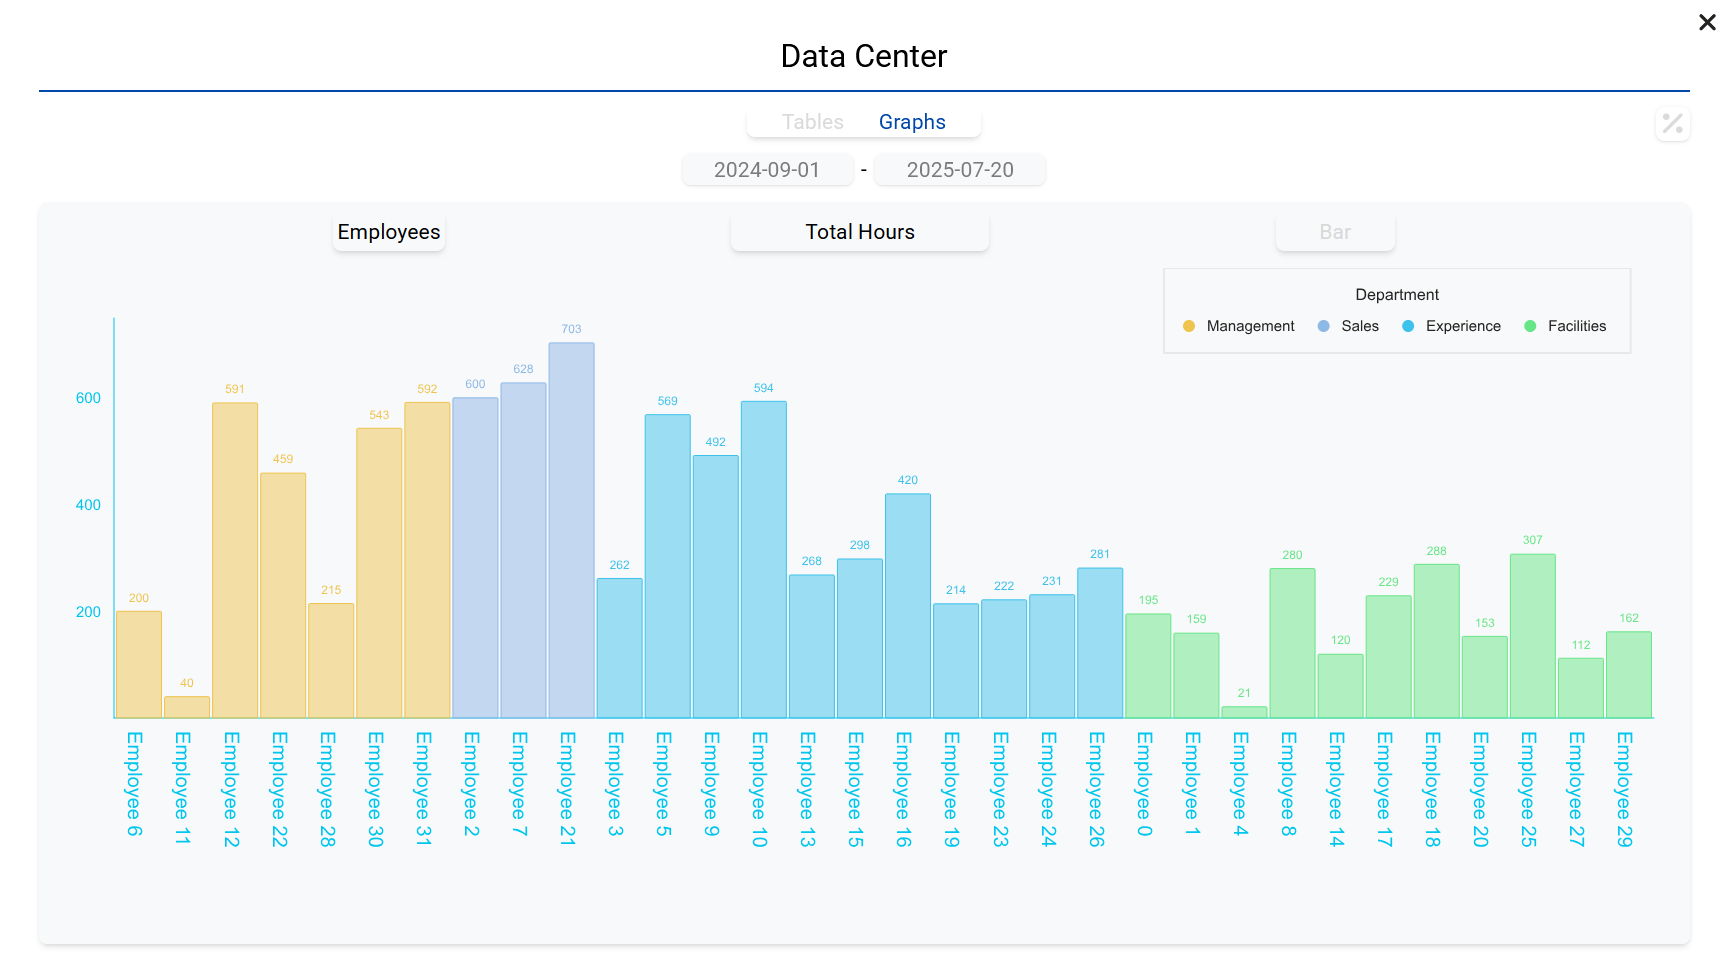 Data Center
Tables Graphs
2024-09-01 - 2025-07-20
Employees Total Hours Bar
Department
Management Sales Experience Facilities
600
400
200
200 40 591 459 215 543 592 600 628 703 262 569 492 594 268 298 420 214 222 231 281 195 159 21 280 120 229 288 153 307 112 162
Employee 6
Employee 11
Employee 12
Employee 22
Employee 28
Employee 30
Employee 31
Employee 2
Employee 7
Employee 21
Employee 3
Employee 5
Employee 9
Employee 10
Employee 13
Employee 15
Employee 16
Employee 19
Employee 23
Employee 24
Employee 26
Employee 0
Employee 1
Employee 4
Employee 8
Employee 14
Employee 17
Employee 18
Employee 20
Employee 25
Employee 27
Employee 29